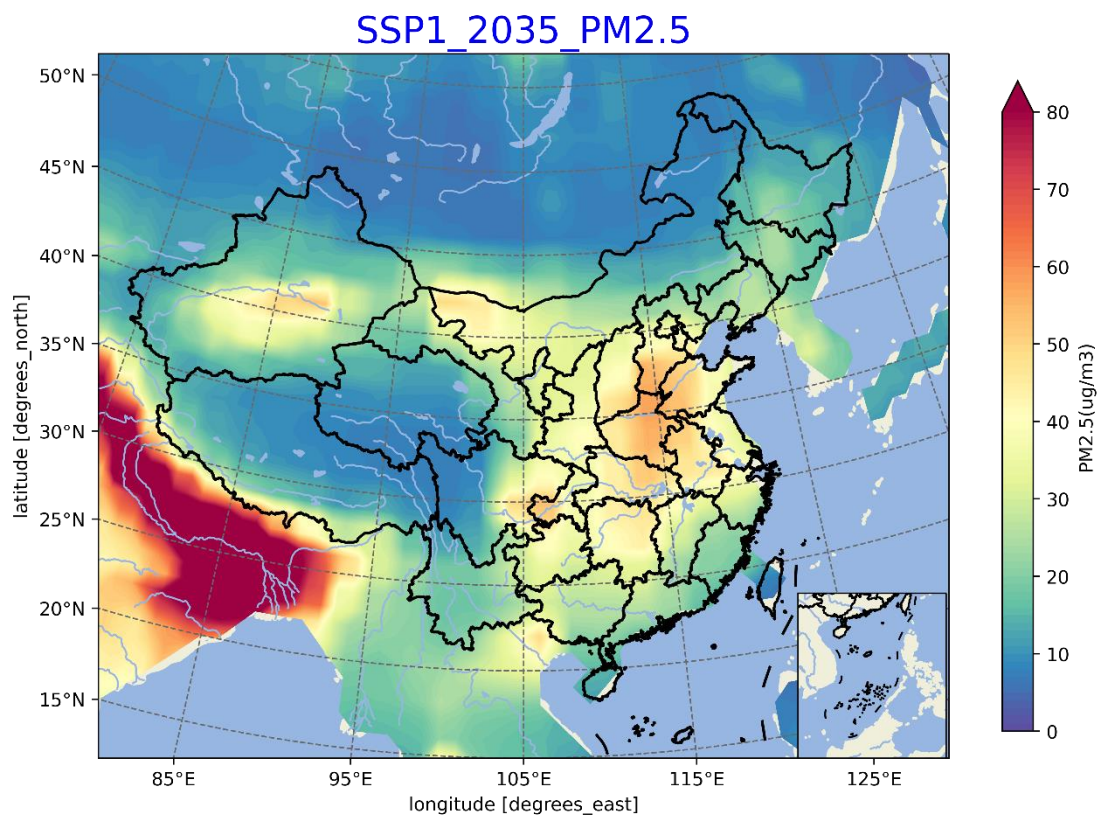 SSP1_2035_PM2.5
50°N
45°N
40°N
35°N
30°N
25°N
20°N
15°N
latitude [degrees_north]
85°E
95°E
105°E
115°E
125°E
longitude [degrees_east]
80
70
60
50
40
30
20
10
0
PM2.5(ug/m3)